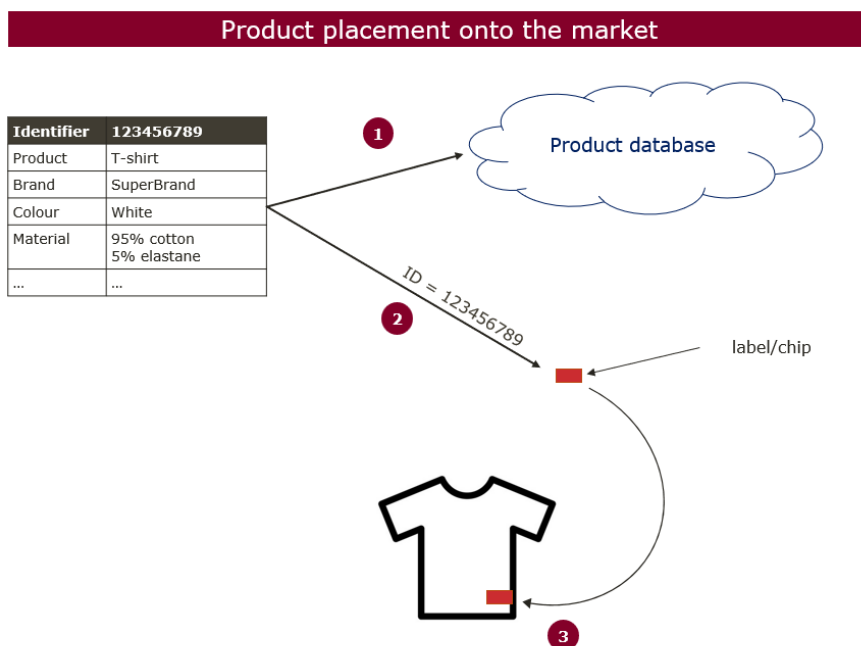 Product placement onto the market
1
Product database
Identifier 123456789
Product T-shirt
Brand SuperBrand
Colour White
Material 95% cotton
5% elastane
... ...
ID = 123456789
2
label/chip
3